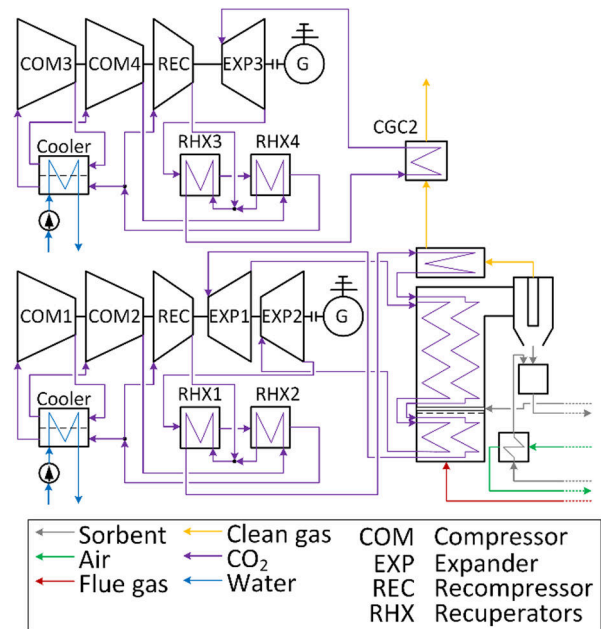 COM3 COM4 REC EXP3 G
CGC2
Cooler RHX3 RHX4
COM1 COM2 REC EXP1 EXP2 G
Cooler RHX1 RHX2
Sorbent Clean gas COM Compressor
Air CO₂ EXP Expander
Flue gas Water REC Recompressor
RHX Recuperators